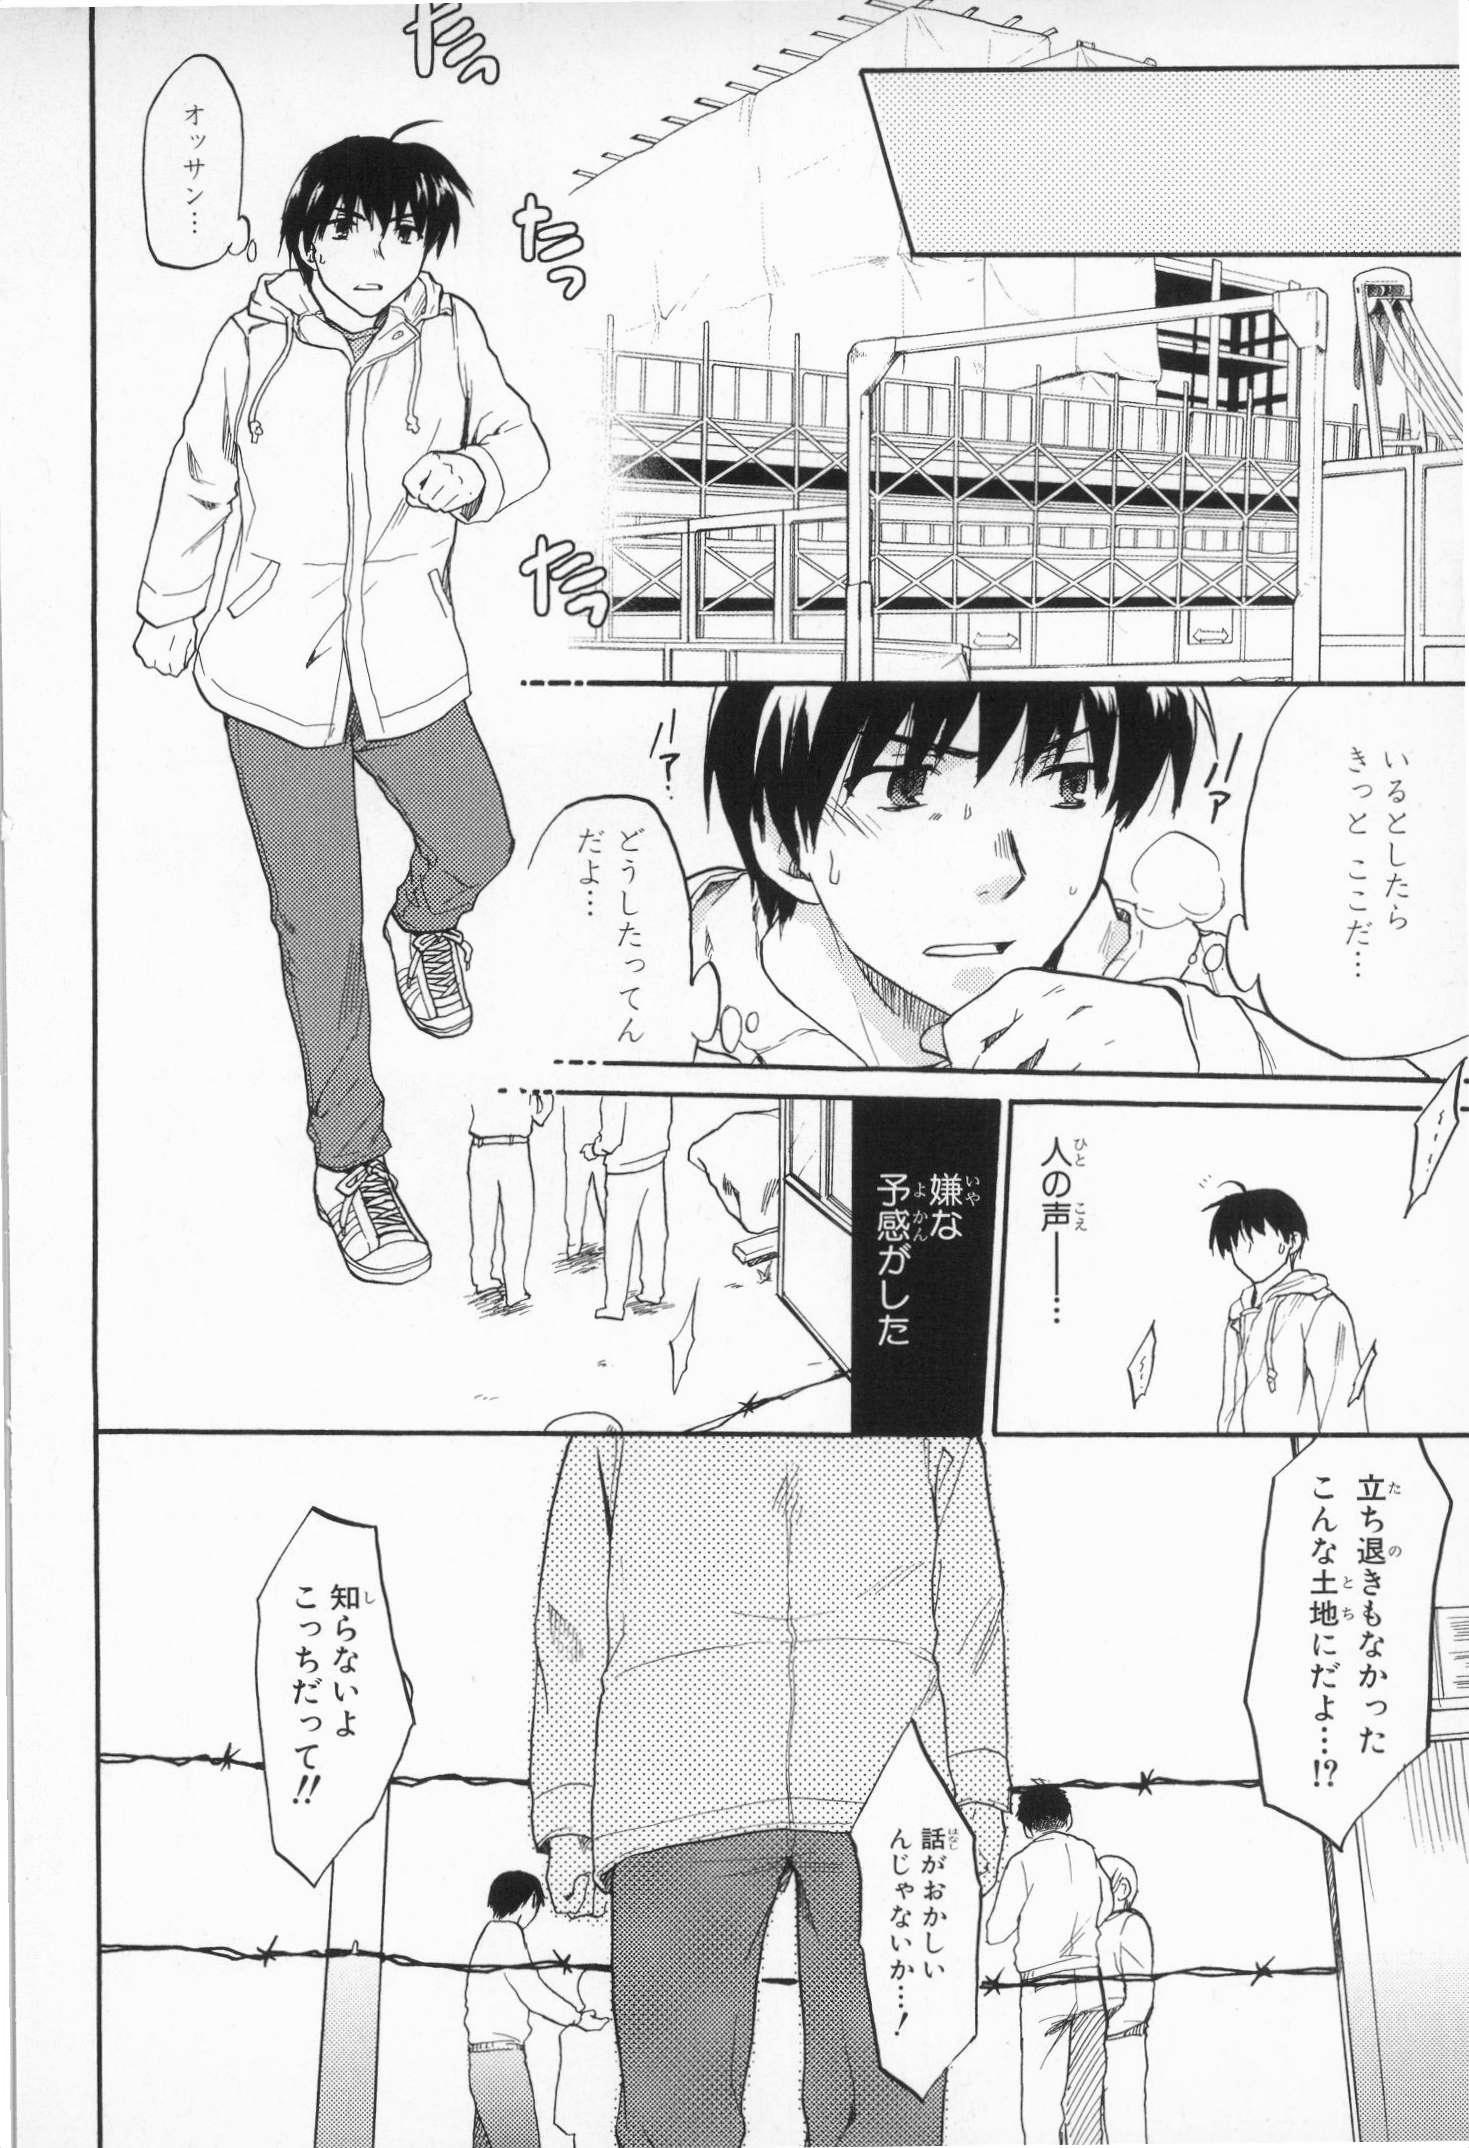 たたっ
たっ
たたっ
オッサン…
いるとしたら
きっと ここだ…
ハァ
ハァ
どうしたってん
だよ…
人の声――…
嫌な
予感がした
立ち退きもなかった
こんな土地にだよ…!?
話がおかしい
んじゃないか…!
知らないよ
こっちだって!!